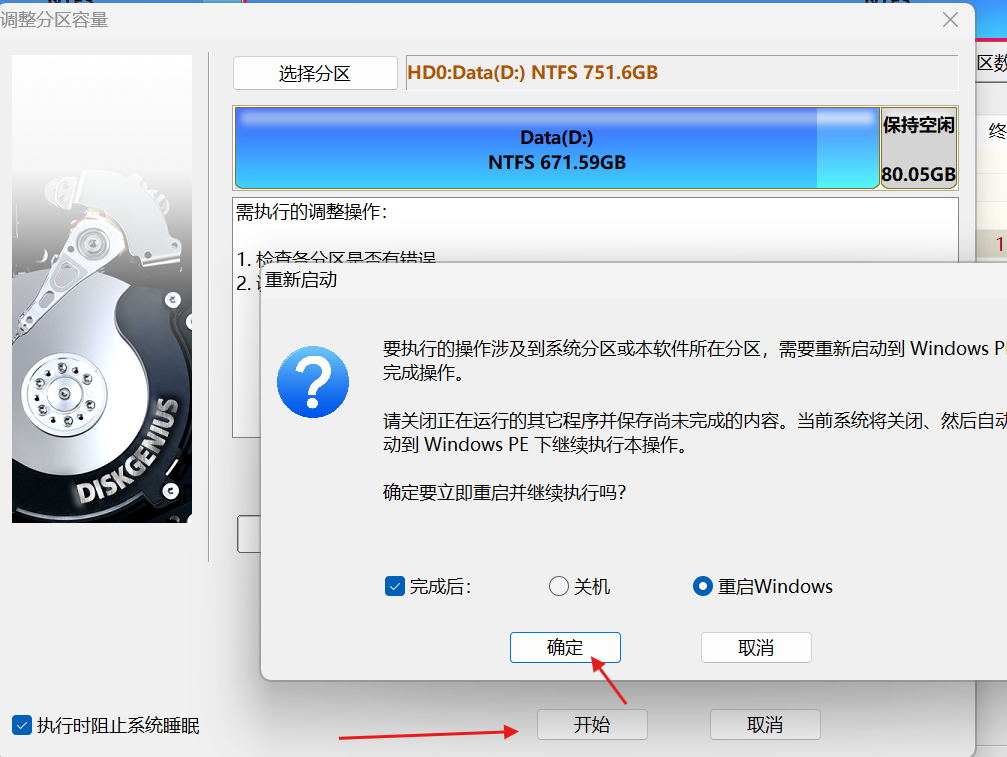 调整分区容量
选择分区
HD0:Data(D:) NTFS 751.6GB
区数
Data(D:)
NTFS 671.59GB
保持空闲
80.05GB
终
需执行的调整操作：
1. 检查各分区是否有错误
2.
1
重新启动
要执行的操作涉及到系统分区或本软件所在分区，需要重新启动到 Windows P
完成操作。
请关闭正在运行的其它程序并保存尚未完成的内容。当前系统将关闭、然后自动
动到 Windows PE 下继续执行本操作。
确定要立即重启并继续执行吗？
完成后：
关机
重启Windows
确定
取消
DISKGENIUS
执行时阻止系统睡眠
开始
取消